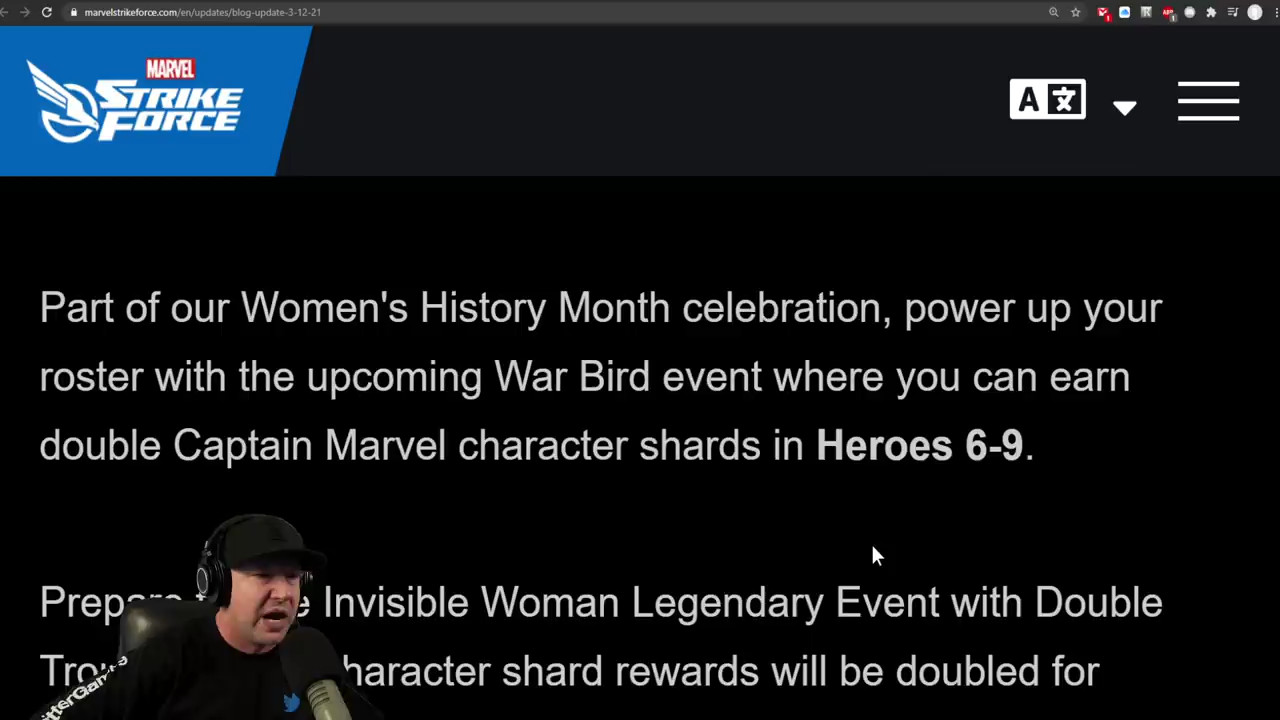 marvelstrikeforce.com/en/updates/blog-update-3-12-21
MARVEL
STRIKE
FORCE
A 文
Part of our Women's History Month celebration, power up your
roster with the upcoming War Bird event where you can earn
double Captain Marvel character shards in Heroes 6-9.
Invisible Woman Legendary Event with Double
character shard rewards will be doubled for